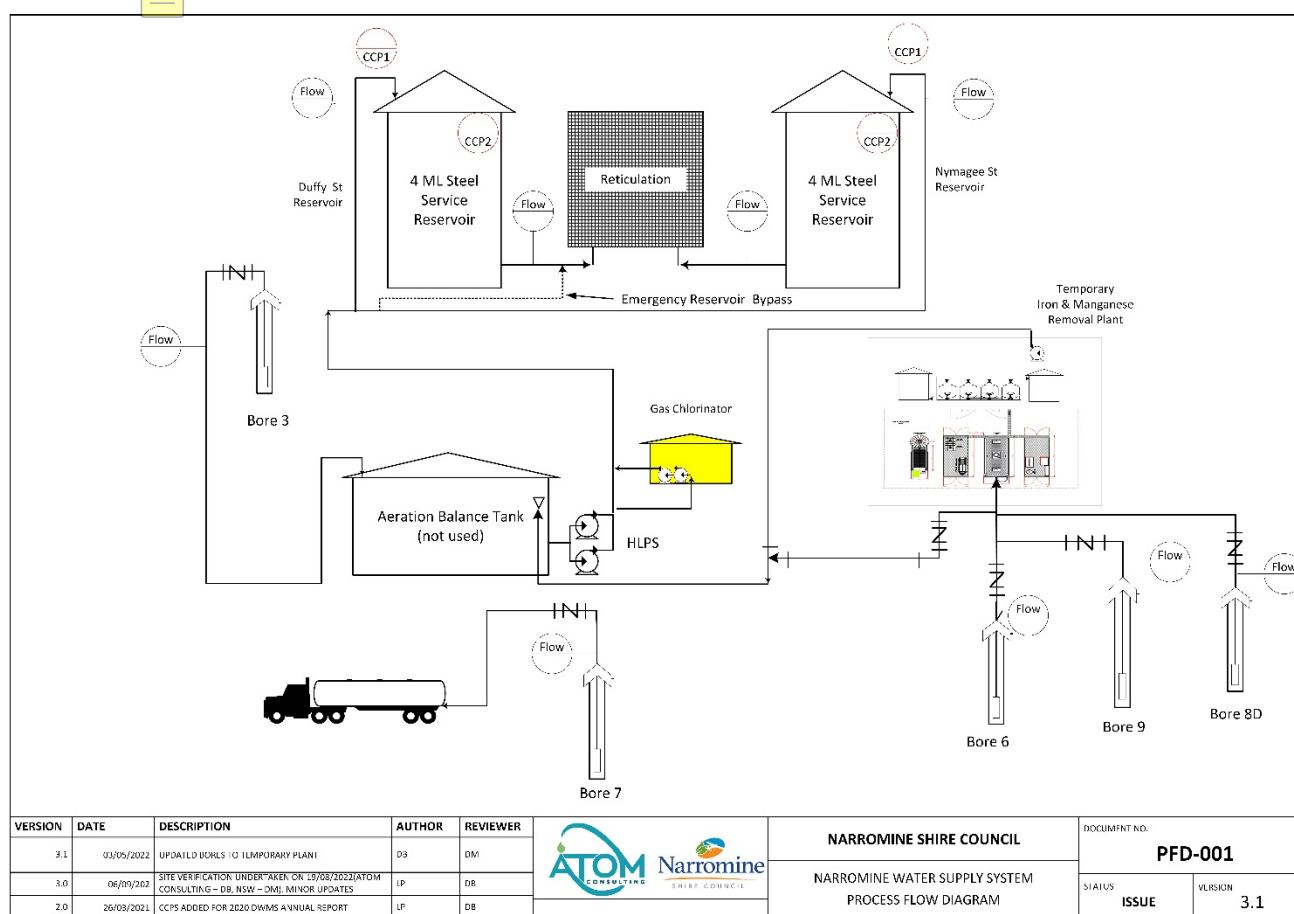 CCP1
CCP1
Flow
Flow
CCP2
CCP2
Duffy St
Reservoir
4 ML Steel
Service
Reservoir
Flow
Reticulation
Flow
4 ML Steel
Service
Reservoir
Nymagee St
Reservoir
Emergency Reservoir Bypass
Temporary
Iron & Manganese
Removal Plant
Flow
Bore 3
Gas Chlorinator
Aeration Balance Tank
(not used)
HLPS
Flow
Flow
Flow
Flow
Bore 6
Bore 9
Bore 8D
Bore 7
VERSION DATE DESCRIPTION AUTHOR REVIEWER
3.1 03/05/2022 UPDATED BORES TO TEMPORARY PLANT DB DM
3.0 06/09/202 SITE VERIFICATION UNDERTAKEN ON 19/08/2022(ATOM
CONSULTING – DB, NSW – DM). MINOR UPDATES LP DB
2.0 26/03/2021 CCPS ADDED FOR 2020 DWMS ANNUAL REPORT LP DB
ATOM
CONSULTING
Narromine
SHIRE COUNCIL
NARROMINE SHIRE COUNCIL
NARROMINE WATER SUPPLY SYSTEM
PROCESS FLOW DIAGRAM
DOCUMENT NO.
PFD-001
STATUS
ISSUE
VERSION
3.1